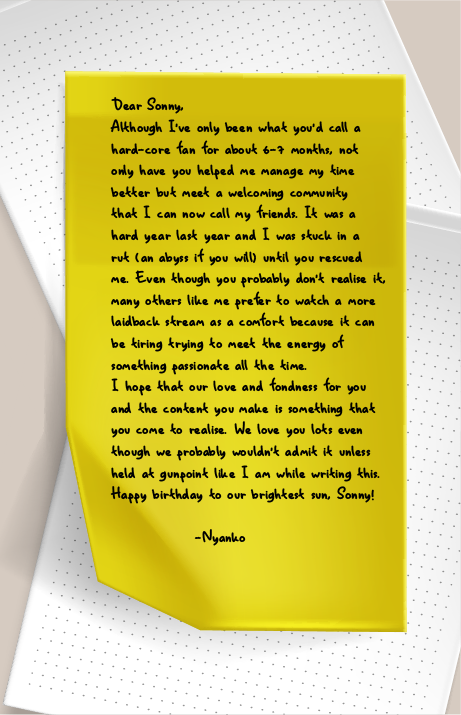 Dear Sonny,
Although I've only been what you'd call a
hard-core fan for about 6-7 months, not
only have you helped me manage my time
better but meet a welcoming community
that I can now call my friends. It was a
hard year last year and I was stuck in a
rut (an abyss if you will) until you rescued
me. Even though you probably don't realise it,
many others like me prefer to watch a more
laidback stream as a comfort because it can
be tiring trying to meet the energy of
something passionate all the time.
I hope that our love and fondness for you
and the content you make is something that
you come to realise. We love you lots even
though we probably wouldn't admit it unless
held at gunpoint like I am while writing this.
Happy birthday to our brightest sun, Sonny!
-Nyanko